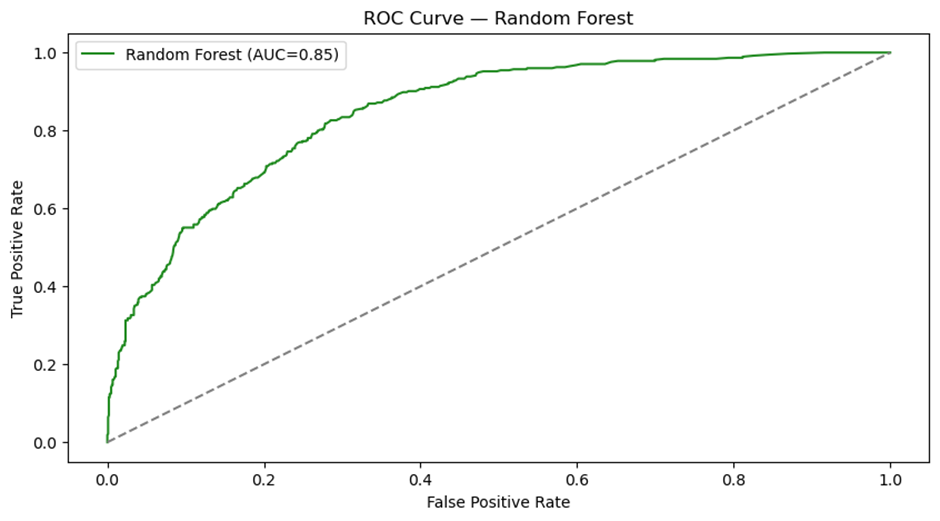 ROC Curve — Random Forest
Random Forest (AUC=0.85)
True Positive Rate
1.0
0.8
0.6
0.4
0.2
0.0
0.0 0.2 0.4 0.6 0.8 1.0
False Positive Rate